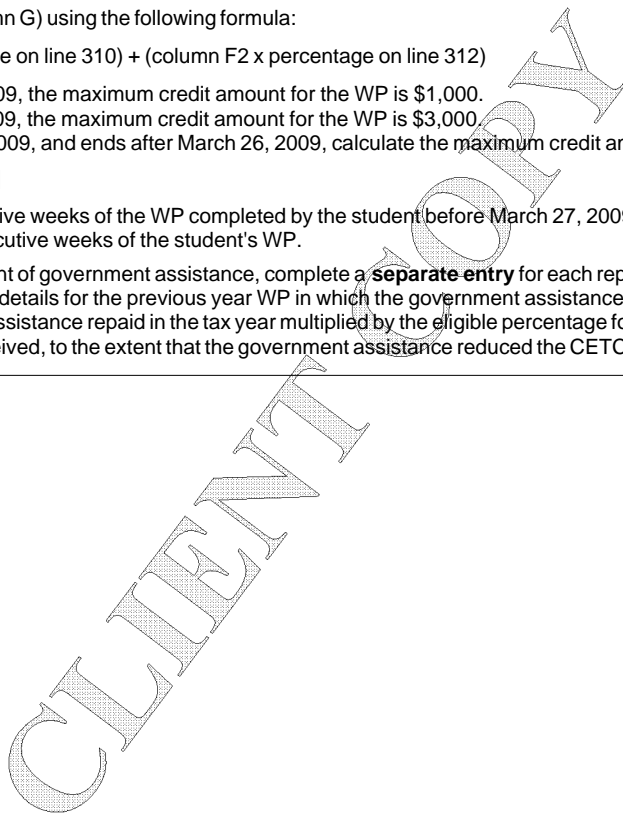 nn G) using the following formula:
e on line 310) + (column F2 x percentage on line 312)
09, the maximum credit amount for the WP is $1,000.
09, the maximum credit amount for the WP is $3,000.
009, and ends after March 26, 2009, calculate the maximum credit an
ive weeks of the WP completed by the student before March 27, 2009
cutive weeks of the student's WP.
nt of government assistance, complete a separate entry for each rep
details for the previous year WP in which the government assistance
ssistance repaid in the tax year multiplied by the eligible percentage fo
eived, to the extent that the government assistance reduced the CETC
CLIENT COPY